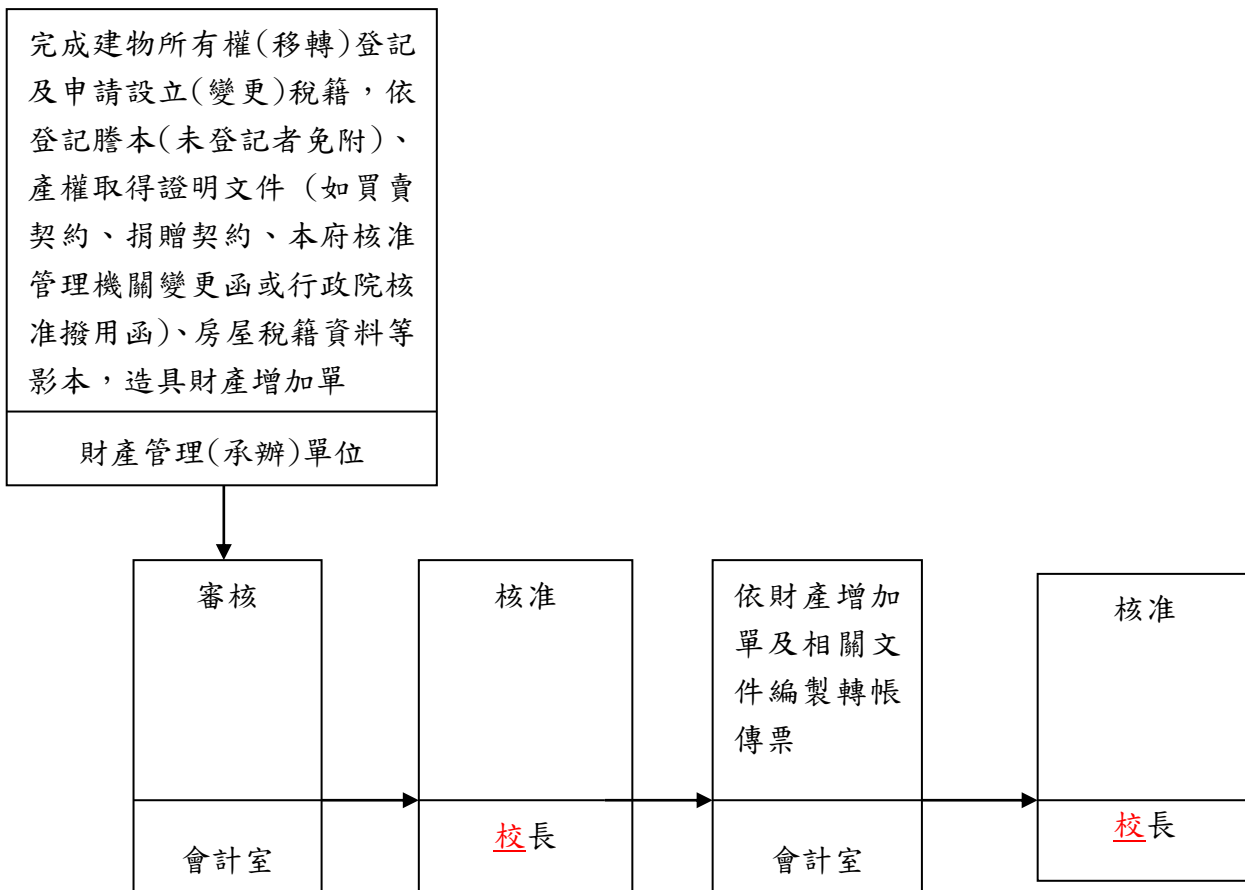 完成建物所有權(移轉)登記
及申請設立(變更)稅籍，依
登記謄本(未登記者免附)、
產權取得證明文件 (如買賣
契約、捐贈契約、本府核准
管理機關變更函或行政院核
准撥用函)、房屋稅籍資料等
影本，造具財產增加單
財產管理(承辦)單位
審核
會計室
核准
校長
依財產增加
單及相關文
件編製轉帳
傳票
會計室
核准
校長